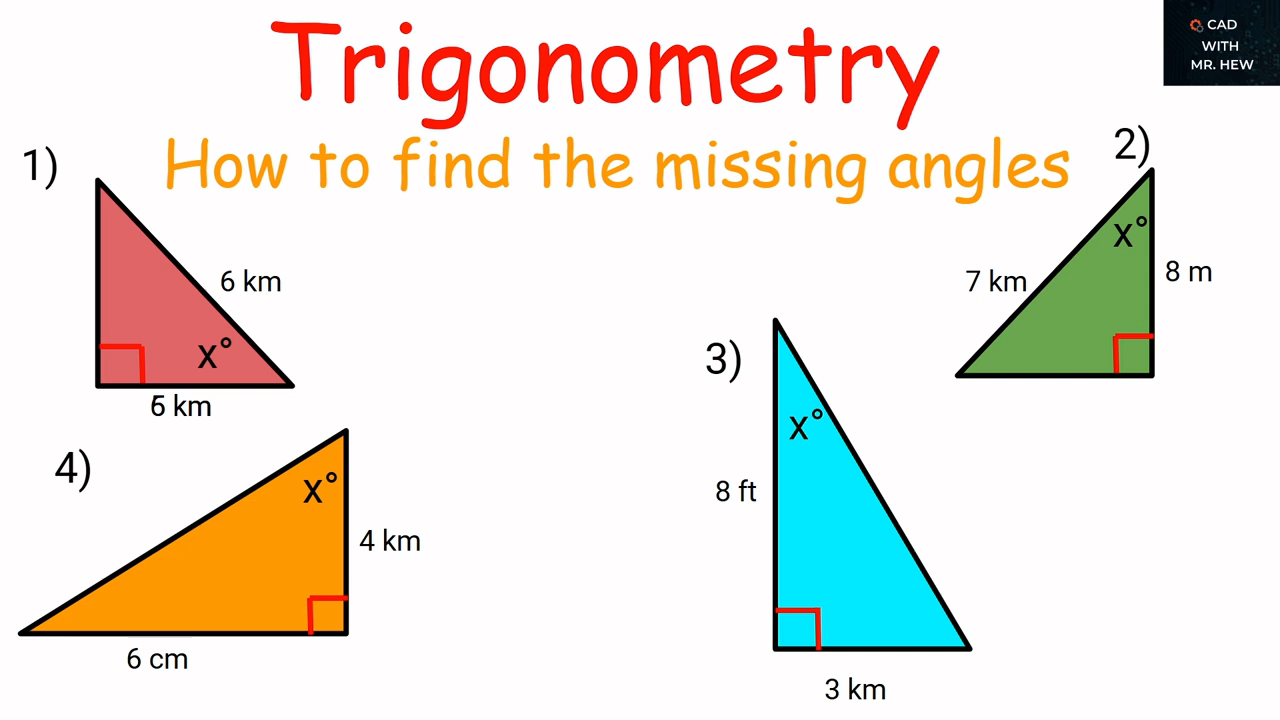 Trigonometry
How to find the missing angles
CAD
WITH
MR. HEW
1)
6 km
x°
km
2)
x°
7 km
8 m
3)
x°
8 ft
3 km
4)
x°
4 km
6 cm